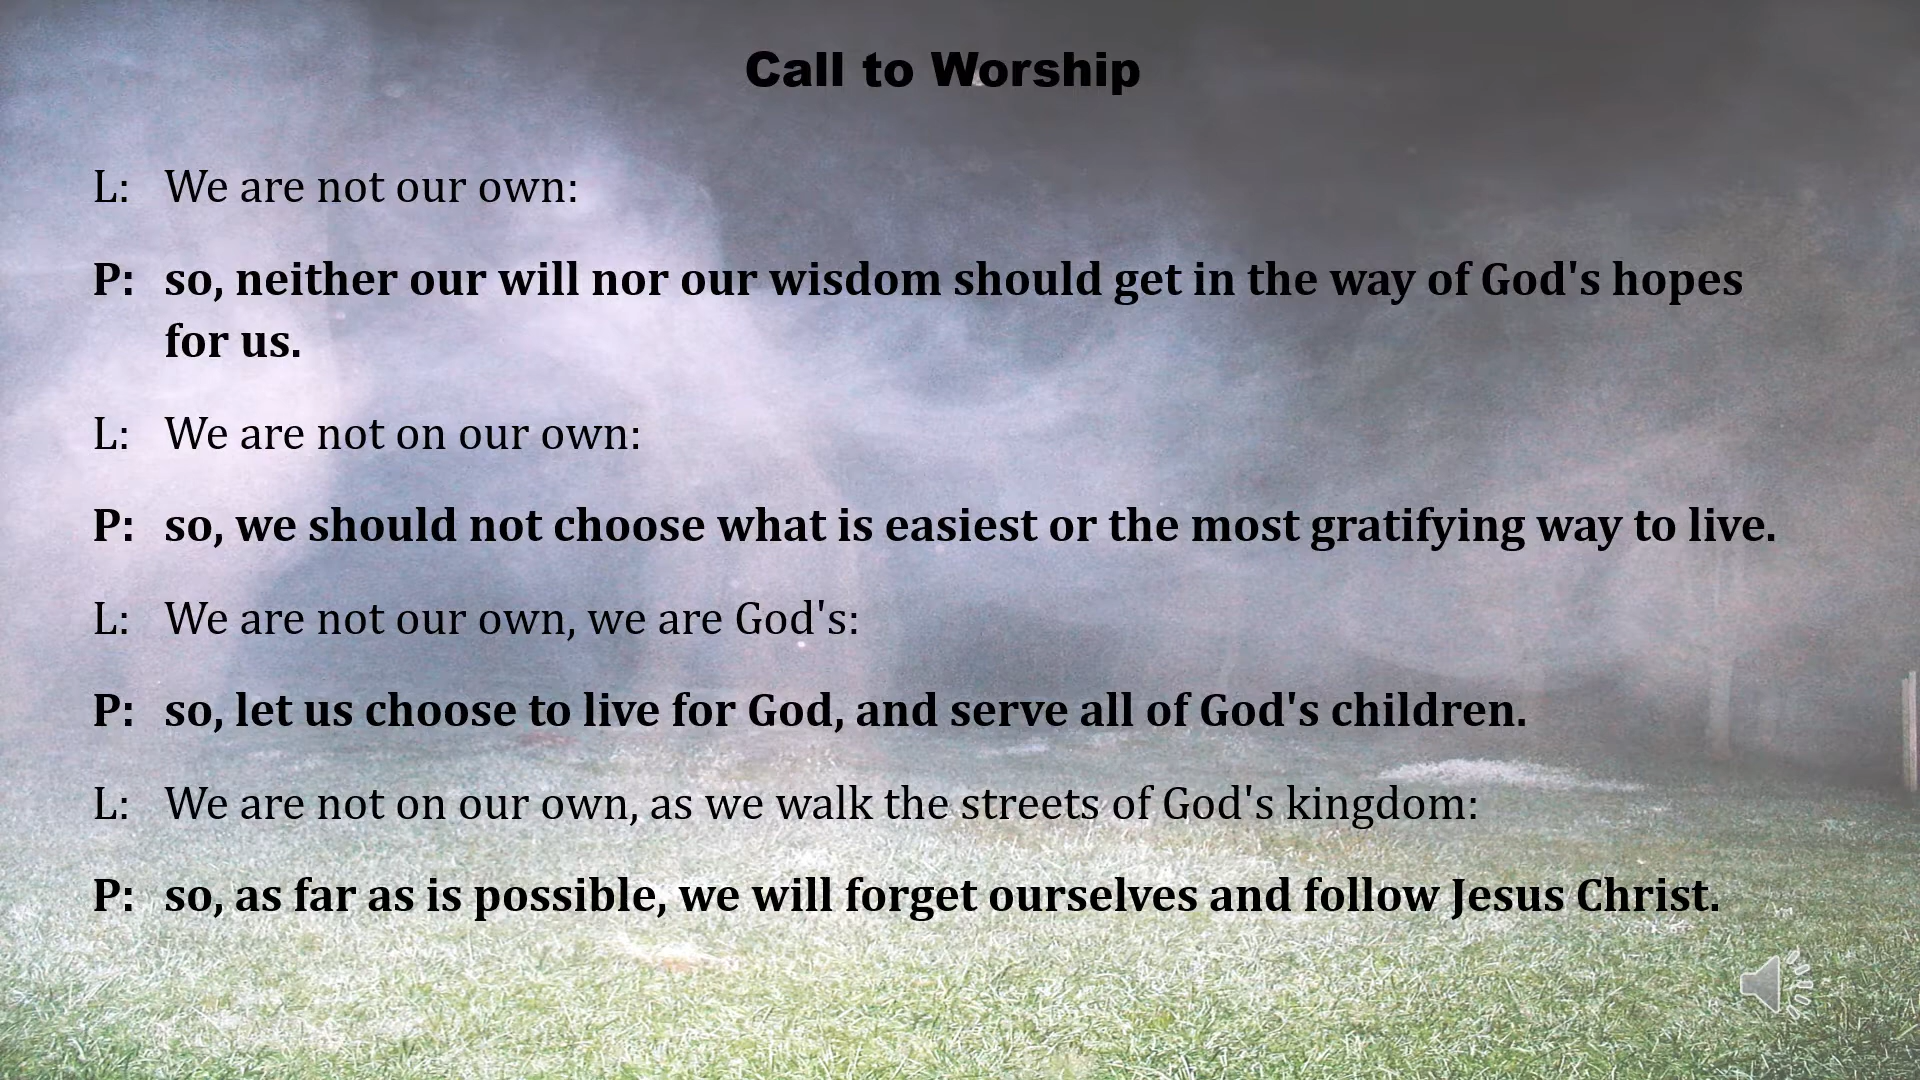 Call to Worship
L: We are not our own:
P: so, neither our will nor our wisdom should get in the way of God's hopes
for us.
L: We are not on our own:
P: so, we should not choose what is easiest or the most gratifying way to live.
L: We are not our own, we are God's:
P: so, let us choose to live for God, and serve all of God's children.
L: We are not on our own, as we walk the streets of God's kingdom:
P: so, as far as is possible, we will forget ourselves and follow Jesus Christ.